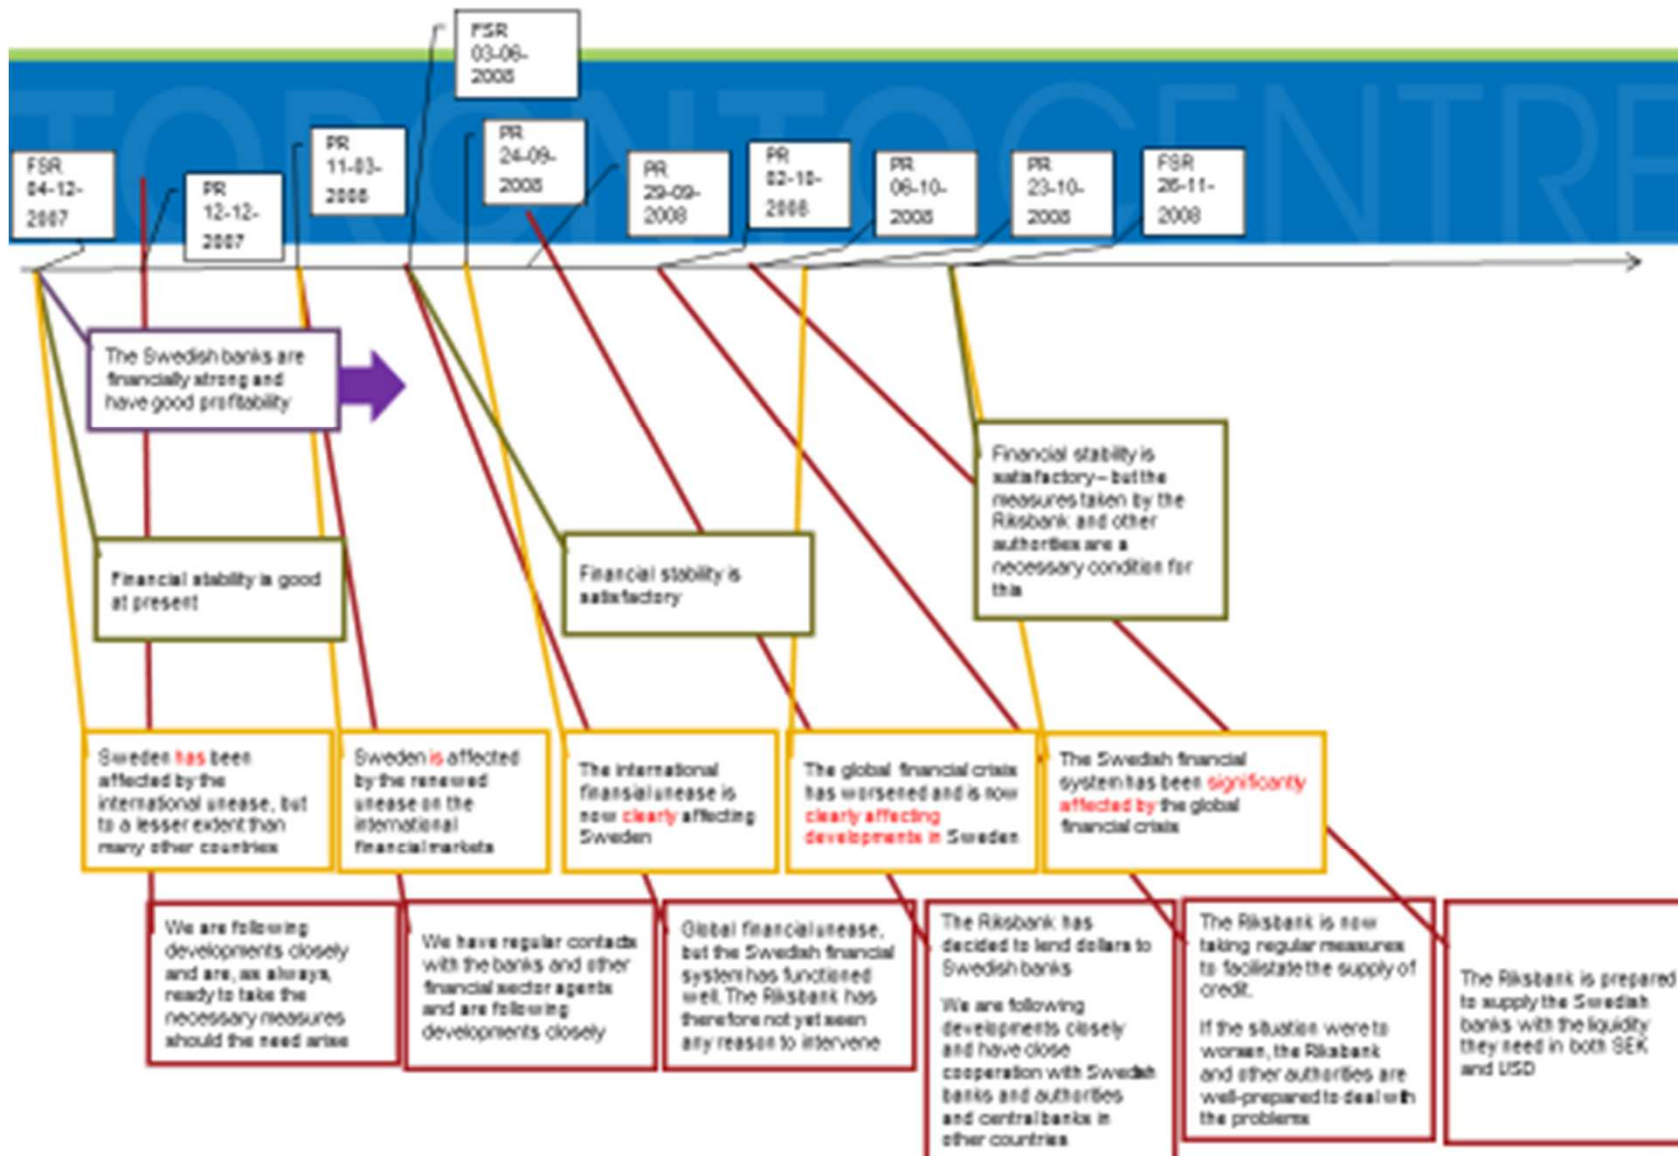 TORONTOCENTRE
FSR
03-06-
2008
FSR
04-12-
2007
PR
12-12-
2007
PR
11-03-
2008
PR
24-09-
2008
PR
29-09-
2008
PR
02-10-
2008
PR
06-10-
2008
PR
23-10-
2008
FSR
26-11-
2008
The Swedish banks are
financially strong and
have good profitability
Financial stability is good
at present
Financial stability is
satisfactory
Financial stability is
satisfactory – but the
measures taken by the
Riksbank and other
authorities are a
necessary condition for
this
Sweden has been
affected by the
international unease, but
to a lesser extent than
many other countries
Sweden is affected
by the renewed
unease on the
international
financial markets
The international
finansial unease is
now clearly affecting
Sweden
The global financial crisis
has worsened and is now
clearly affecting
developments in Sweden
The Swedish financial
system has been significantly
affected by the global
financial crisis
We are following
developments closely
and are, as always,
ready to take the
necessary measures
should the need arise
We have regular contacts
with the banks and other
financial sector agents
and are following
developments closely
Global financial unease,
but the Swedish financial
system has functioned
well. The Riksbank has
therefore not yet seen
any reason to intervene
The Riksbank has
decided to lend dollars to
Swedish banks
We are following
developments closely
and have close
cooperation with Swedish
banks and authorities
and central banks in
other countries
The Riksbank is now
taking regular measures
to facilistate the supply of
credit.
If the situation were to
worsen, the Riksbank
and other authorities are
well-prepared to deal with
the problems
The Riksbank is prepared
to supply the Swedish
banks with the liquidity
they need in both SEK
and USD